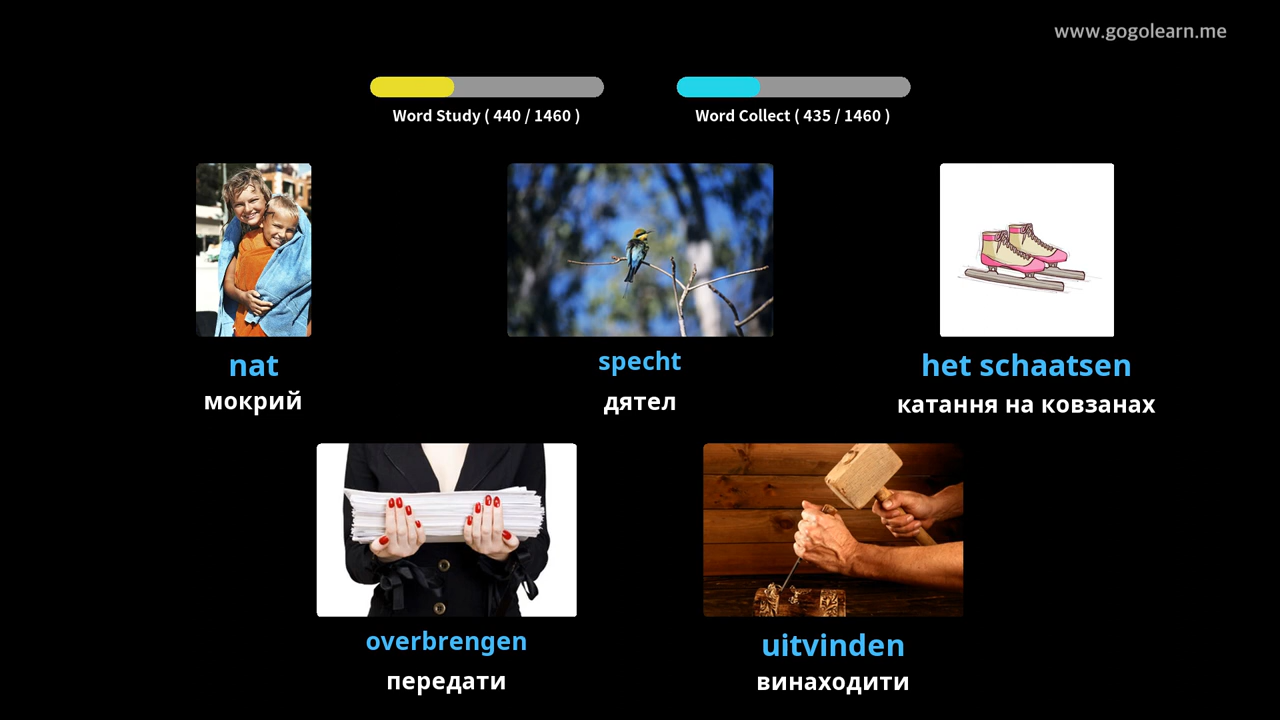 www.gogolearn.me
Word Study ( 440 / 1460 )
Word Collect ( 435 / 1460 )
nat
мокрий
specht
дятел
het schaatsen
катання на ковзанах
overbrengen
передати
uitvinden
винаходити